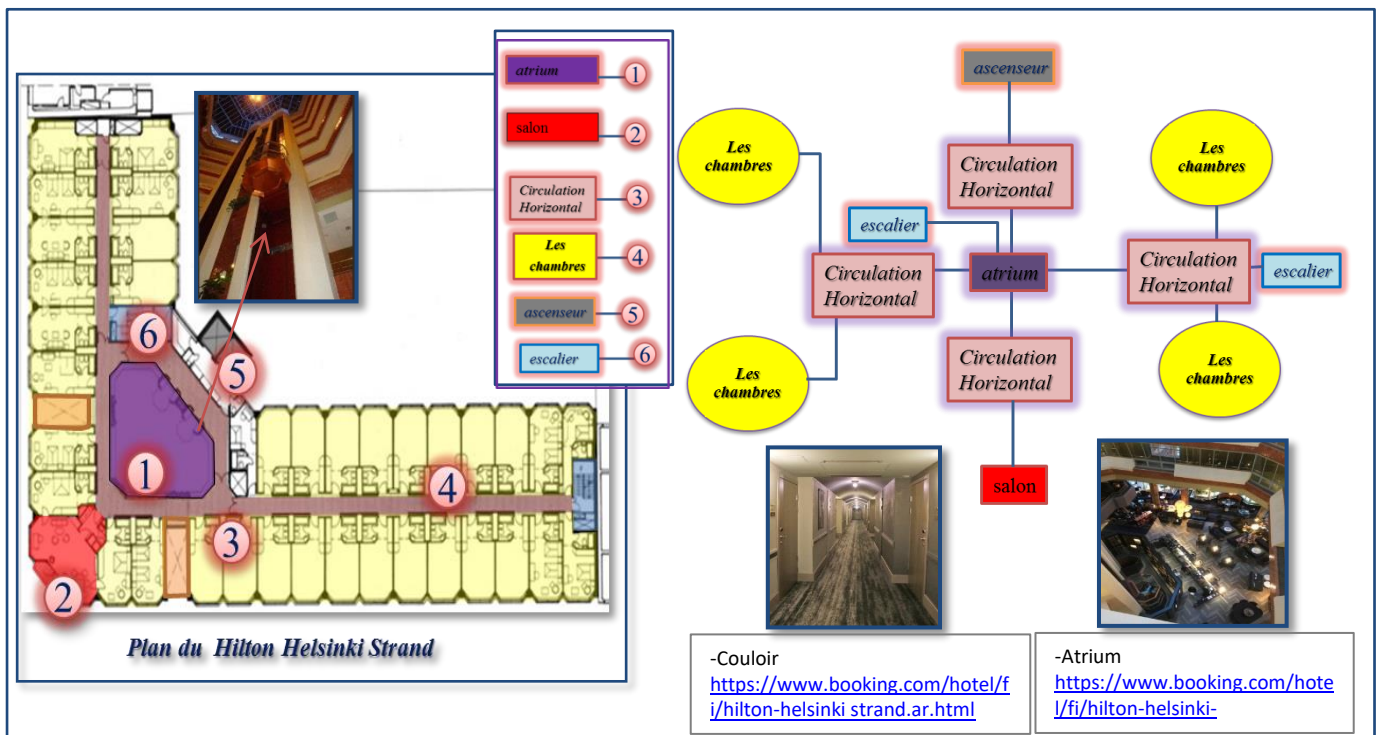 atrium
1
salon
2
Circulation
Horizontal
3
Les
chambres
4
ascenseur
5
escalier
6
6
5
1
4
3
2
Plan du Hilton Helsinki Strand
ascenseur
Les
chambres
Circulation
Horizontal
Les
chambres
escalier
Circulation
Horizontal
atrium
Circulation
Horizontal
escalier
Les
chambres
Circulation
Horizontal
Les
chambres
salon
-Couloir
https://www.booking.com/hotel/f
i/hilton-helsinki strand.ar.html
-Atrium
https://www.booking.com/hote
l/fi/hilton-helsinki-